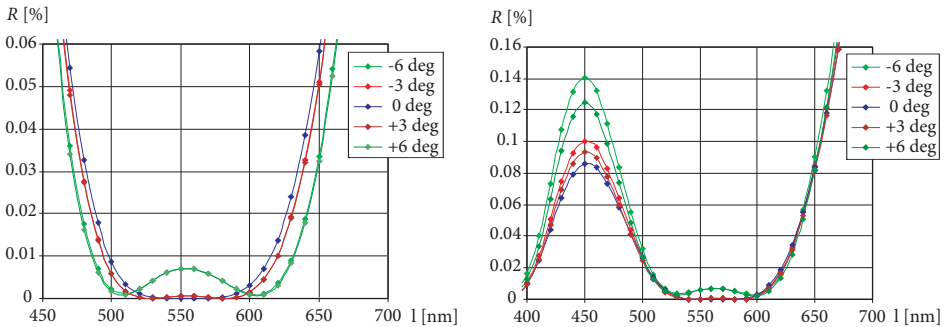 R [%]
0.06
0.05
0.04
0.03
0.02
0.01
0
450
500
550
600
650
700
l [nm]
-6 deg
-3 deg
0 deg
+3 deg
+6 deg
R [%]
0.16
0.14
0.12
0.1
0.08
0.06
0.04
0.02
0
400
450
500
550
600
650
700
l [nm]
-6 deg
-3 deg
0 deg
+3 deg
+6 deg